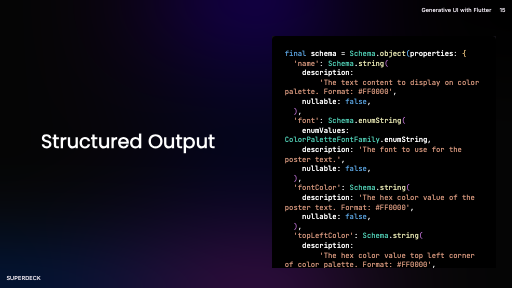 Generative UI with Flutter 15
Structured Output
final schema = Schema.object(properties: {
'name': Schema.string(
description:
'The text content to display on color
palette. Format: #FF0000',
nullable: false,
),
'font': Schema.enumString(
enumValues:
ColorPaletteFontFamily.enumString,
description: 'The font to use for the
poster text.',
nullable: false,
),
'fontColor': Schema.string(
description: 'The hex color value of the
poster text. Format: #FF0000',
nullable: false,
),
'topLeftColor': Schema.string(
description:
'The hex color value top left corner
of color palette. Format: #FF0000',
SUPERDECK